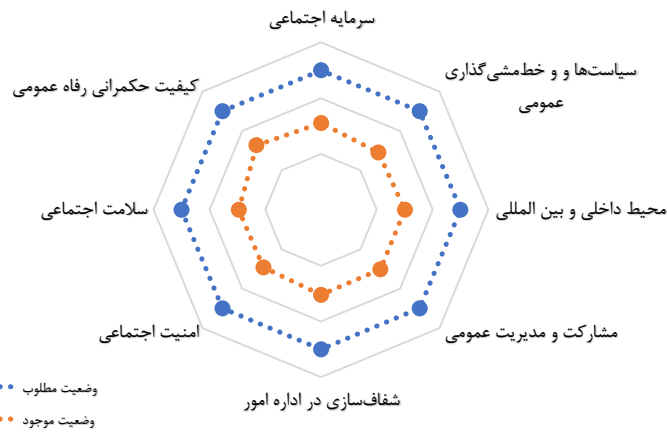 سرمایه اجتماعی
سیاست‌ها و و خط‌مشی‌گذاری
عمومی
محیط داخلی و بین المللی
مشارکت و مدیریت عمومی
شفاف‌سازی در اداره امور
امنیت اجتماعی
سلامت اجتماعی
کیفیت حکمرانی رفاه عمومی
وضعیت مطلوب
وضعیت موجود